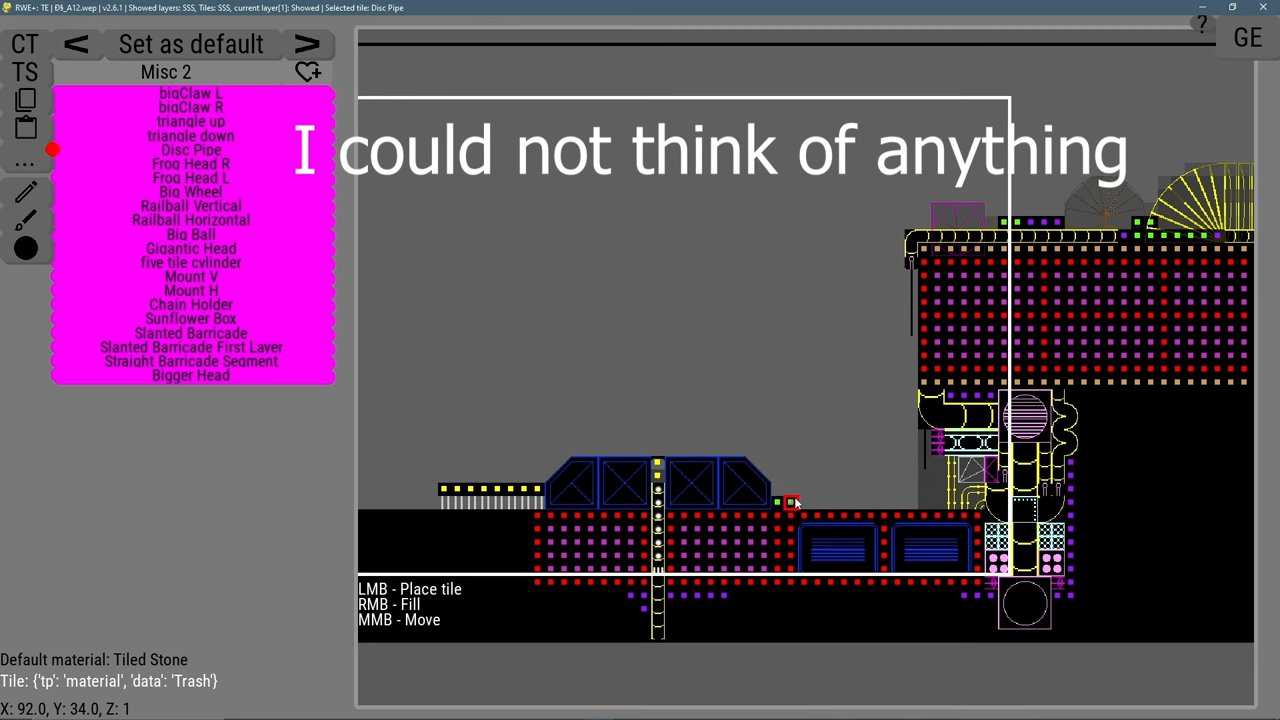 RWE+: TE | Đ§_A12.wep | v2.6.1 | Showed layers: SSS, Tiles: SSS, current layer[1]: Showed | Selected tile: Disc Pipe
?
CT
<
Set as default
>
GE
TS
Misc 2
bigClaw L
bigClaw R
triangle up
triangle down
Disc Pipe
Frog Head R
Frog Head L
Big Wheel
Railball Vertical
Railball Horizontal
Big Ball
Gigantic Head
five tile cylinder
Mount V
Mount H
Chain Holder
Sunflower Box
Slanted Barricade
Slanted Barricade First Layer
Straight Barricade Segment
Bigger Head
...
I could not think of anything
LMB - Place tile
RMB - Fill
MMB - Move
Default material: Tiled Stone
Tile: {'tp': 'material', 'data': 'Trash'}
X: 92.0, Y: 34.0, Z: 1